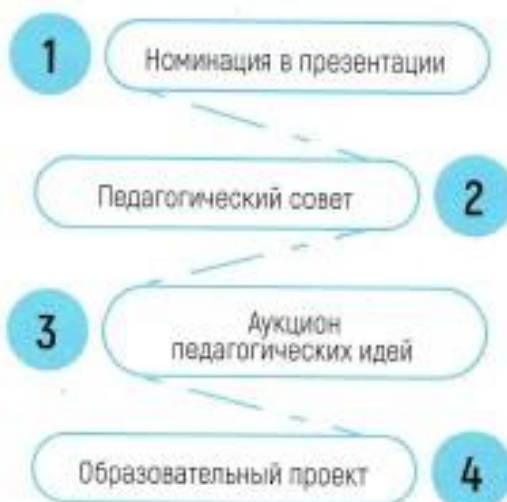 1
Номинация в презентации
Педагогический совет
2
3
Аукцион
педагогических идей
Образовательный проект
4